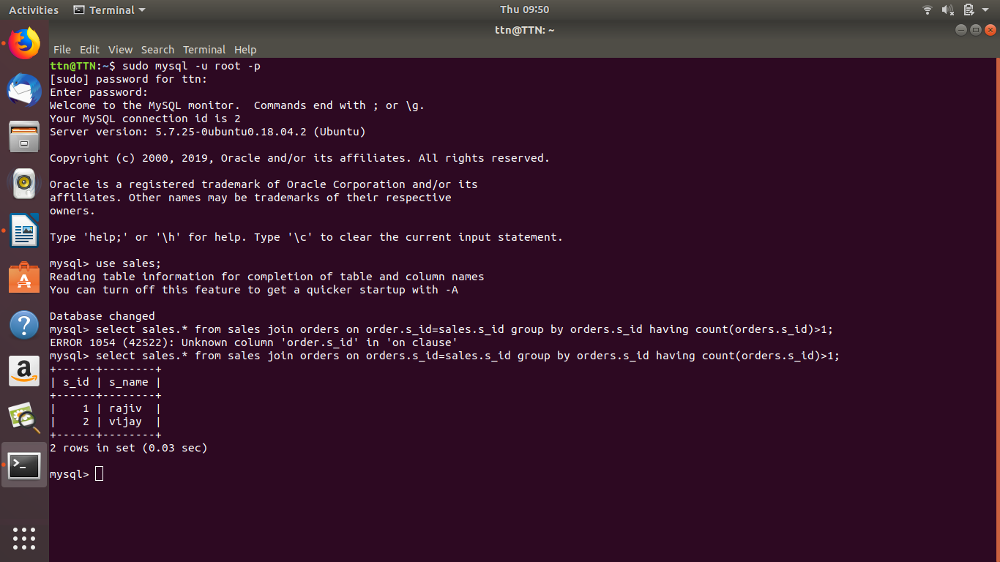 Activities Terminal Thu 09:50
ttn@TTN: ~
File Edit View Search Terminal Help
ttn@TTN:~$ sudo mysql -u root -p
[sudo] password for ttn:
Enter password:
Welcome to the MySQL monitor.  Commands end with ; or \g.
Your MySQL connection id is 2
Server version: 5.7.25-0ubuntu0.18.04.2 (Ubuntu)

Copyright (c) 2000, 2019, Oracle and/or its affiliates. All rights reserved.

Oracle is a registered trademark of Oracle Corporation and/or its
affiliates. Other names may be trademarks of their respective
owners.

Type 'help;' or '\h' for help. Type '\c' to clear the current input statement.

mysql> use sales;
Reading table information for completion of table and column names
You can turn off this feature to get a quicker startup with -A

Database changed
mysql> select sales.* from sales join orders on order.s_id=sales.s_id group by orders.s_id having count(orders.s_id)>1;
ERROR 1054 (42S22): Unknown column 'order.s_id' in 'on clause'
mysql> select sales.* from sales join orders on orders.s_id=sales.s_id group by orders.s_id having count(orders.s_id)>1;
+------+--------+
| s_id | s_name |
+------+--------+
|    1 | rajiv  |
|    2 | vijay  |
+------+--------+
2 rows in set (0.03 sec)

mysql>